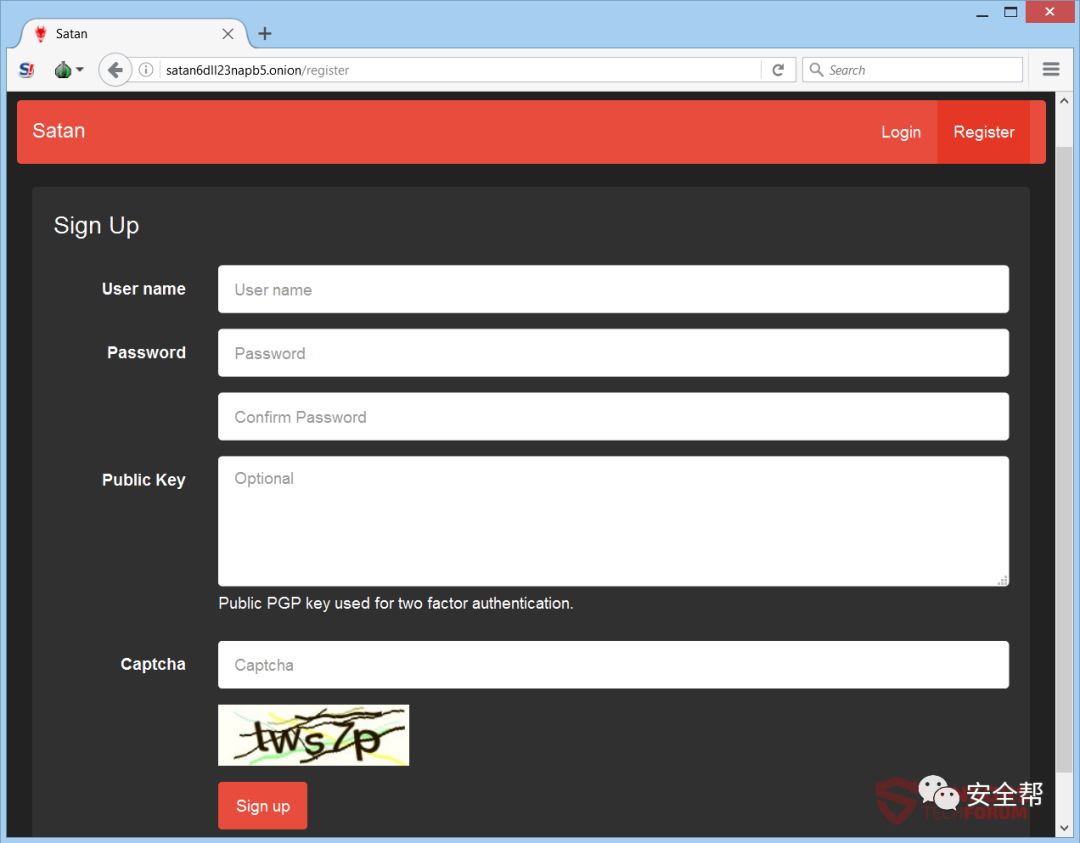 Satan
satan6dll23napb5.onion/register
Search
Satan
Login
Register
Sign Up
User name
User name
Password
Password
Confirm Password
Public Key
Optional
Public PGP key used for two factor authentication.
Captcha
Captcha
tws7p
Sign up
安全帮
TECHFORUM